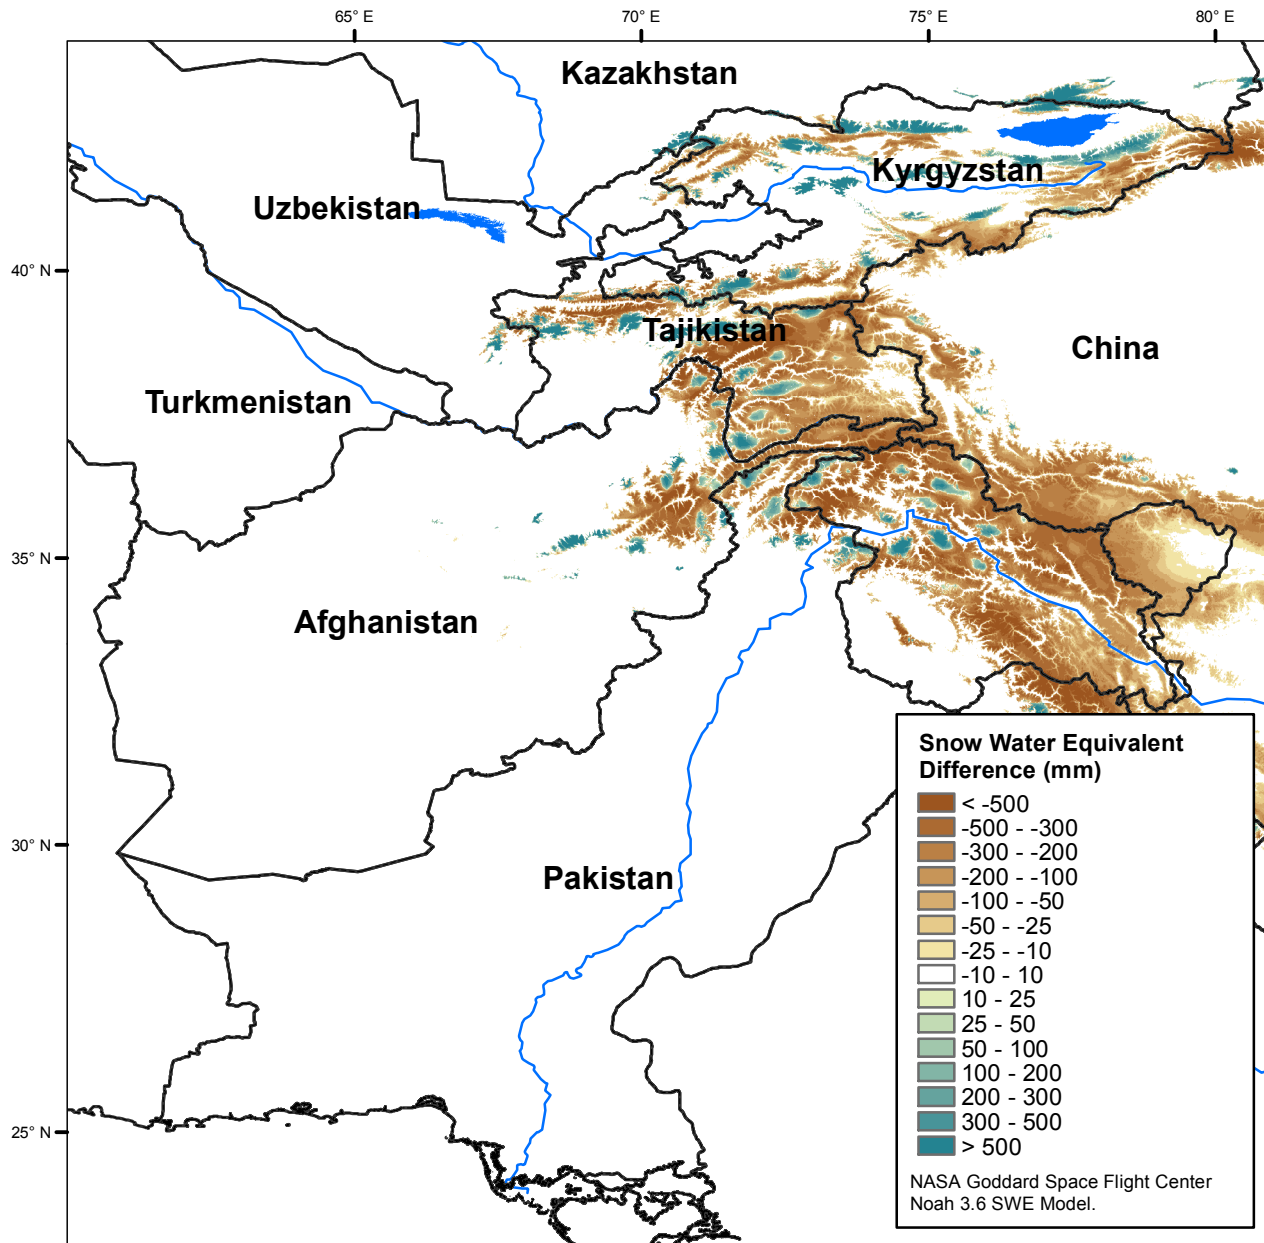 65° E
70° E
75° E
80° E
Kazakhstan
Kyrgyzstan
Uzbekistan
40° N
Tajikistan
China
Turkmenistan
35° N
Afghanistan
30° N
Pakistan
25° N
Snow Water Equivalent
Difference (mm)
< -500
-500 - -300
-300 - -200
-200 - -100
-100 - -50
-50 - -25
-25 - -10
-10 - 10
10 - 25
25 - 50
50 - 100
100 - 200
200 - 300
300 - 500
> 500
NASA Goddard Space Flight Center
Noah 3.6 SWE Model.